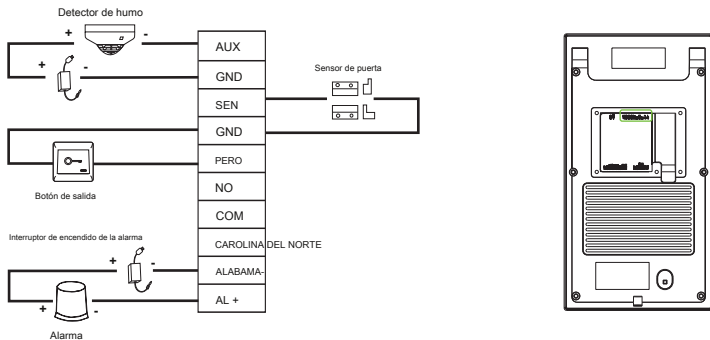 Detector de humo
+ -
AUX
+ -
GND
Sensor de puerta
SEN
GND
PERO
Botón de salida
NO
COM
Interruptor de encendido de la alarma
CAROLINA DEL NORTE
+ -
ALABAMA-
AL +
+ -
Alarma